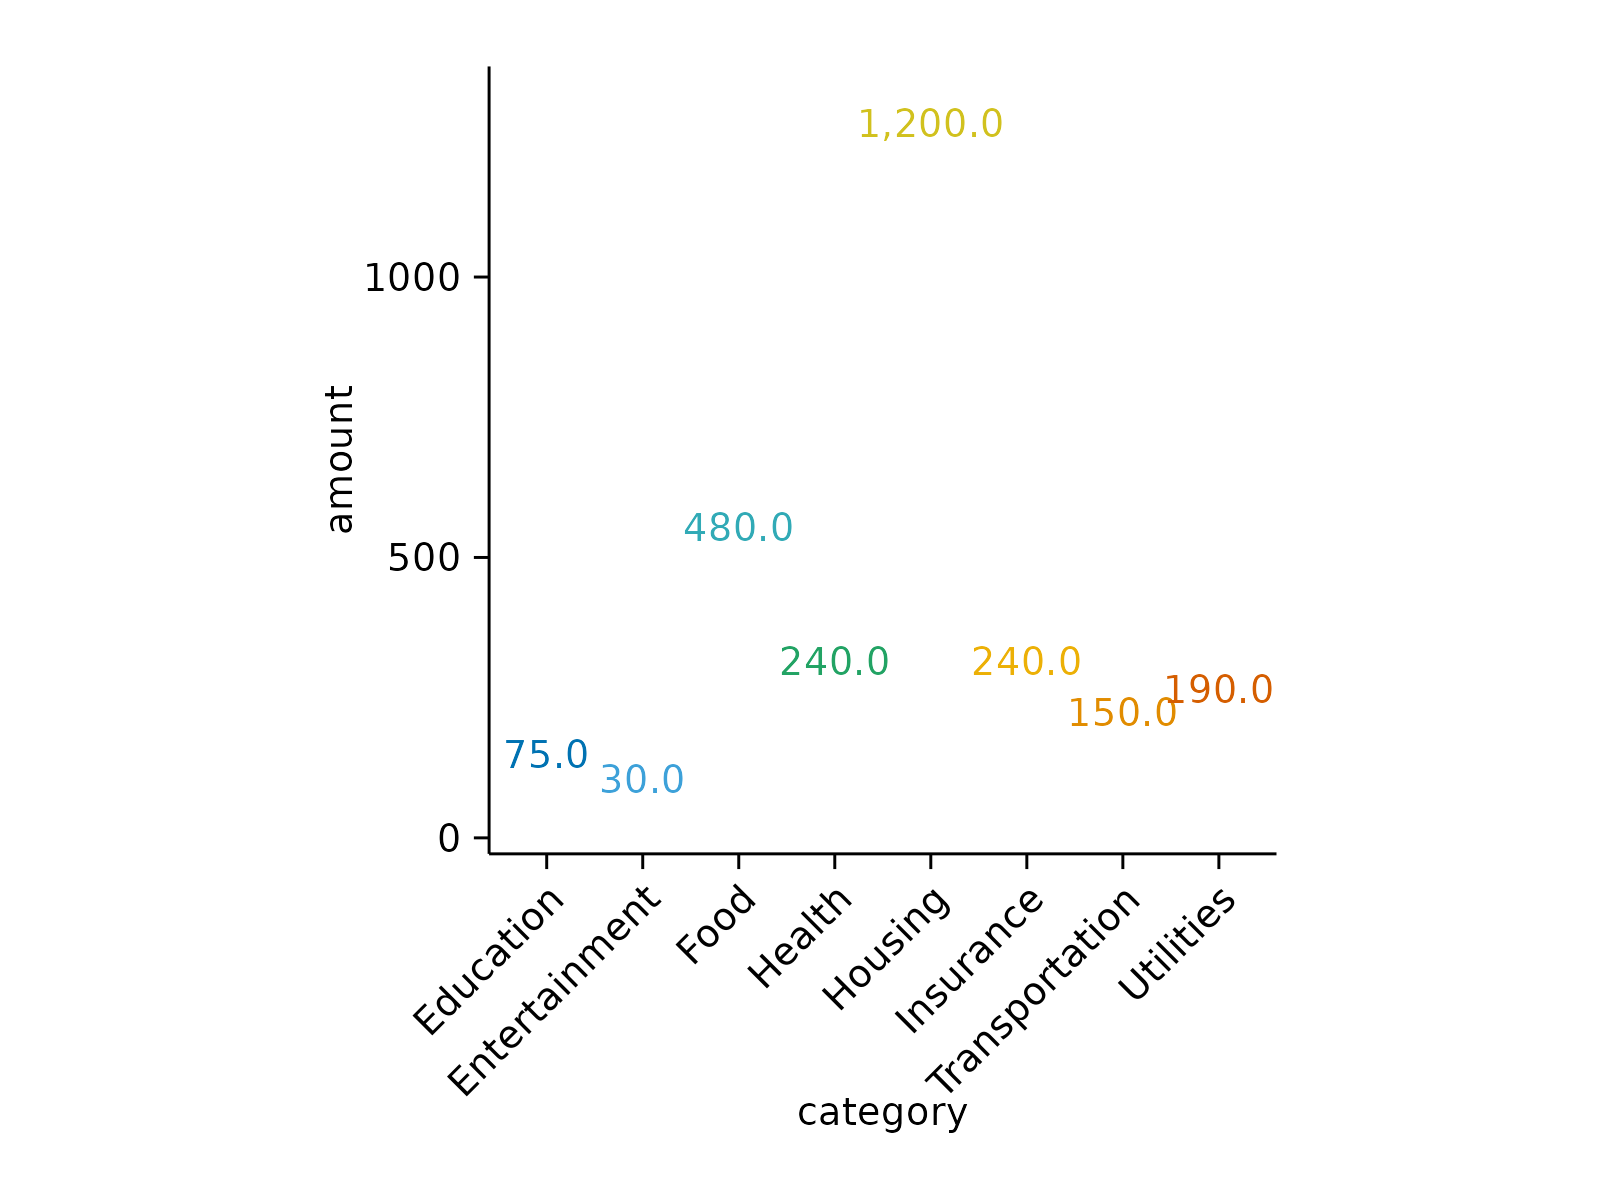 1,200.0
1000
amount
480.0
500
240.0
240.0
190.0
150.0
75.0
30.0
0
Education
Entertainment
Food
Health
Housing
Insurance
Transportation
Utilities
category